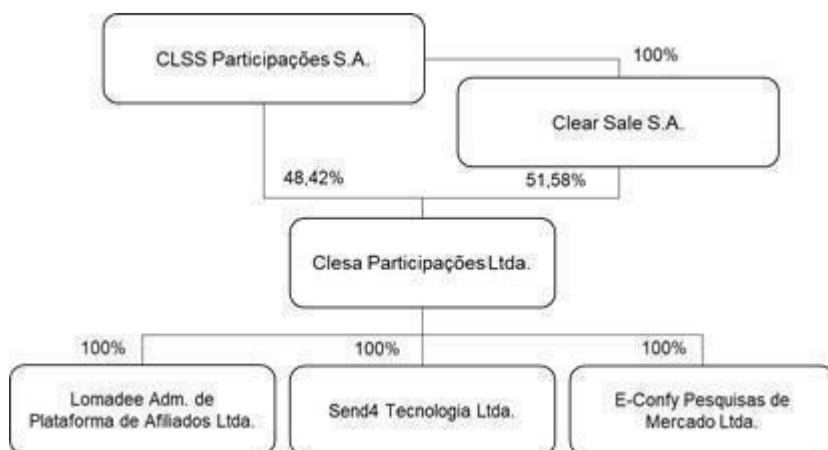 CLSS Participações S.A.
100%
Clear Sale S.A.
48,42%
51,58%
Clesa Participações Ltda.
100%
100%
100%
Lomadee Adm. de
Plataforma de Afiliados Ltda.
Send4 Tecnologia Ltda.
E-Confy Pesquisas de
Mercado Ltda.